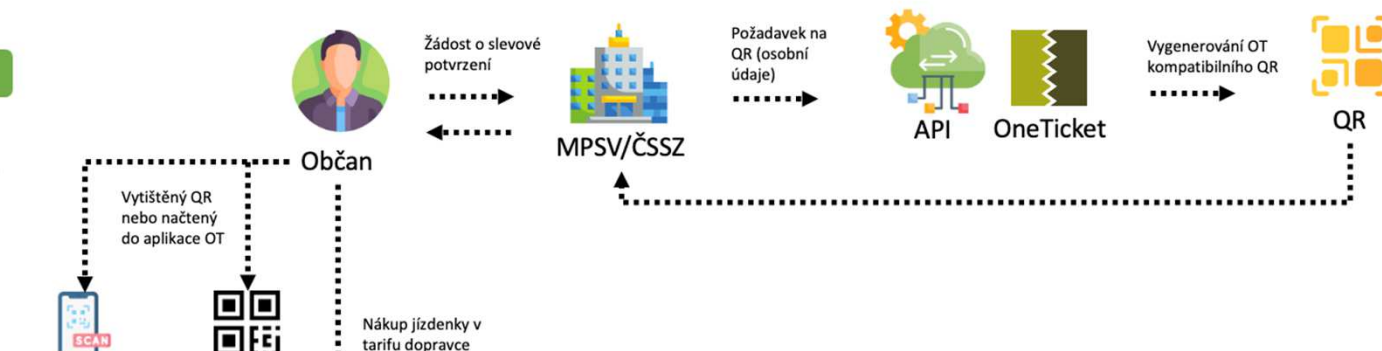 Žádost o slevové
potvrzení
Požadavek na
QR (osobní
údaje)
Vygenerování OT
kompatibilního QR
Občan
MPSV/ČSSZ
API
OneTicket
QR
Vytištěný QR
nebo načtený
do aplikace OT
SCAN
Nákup jízdenky v
tarifu dopravce